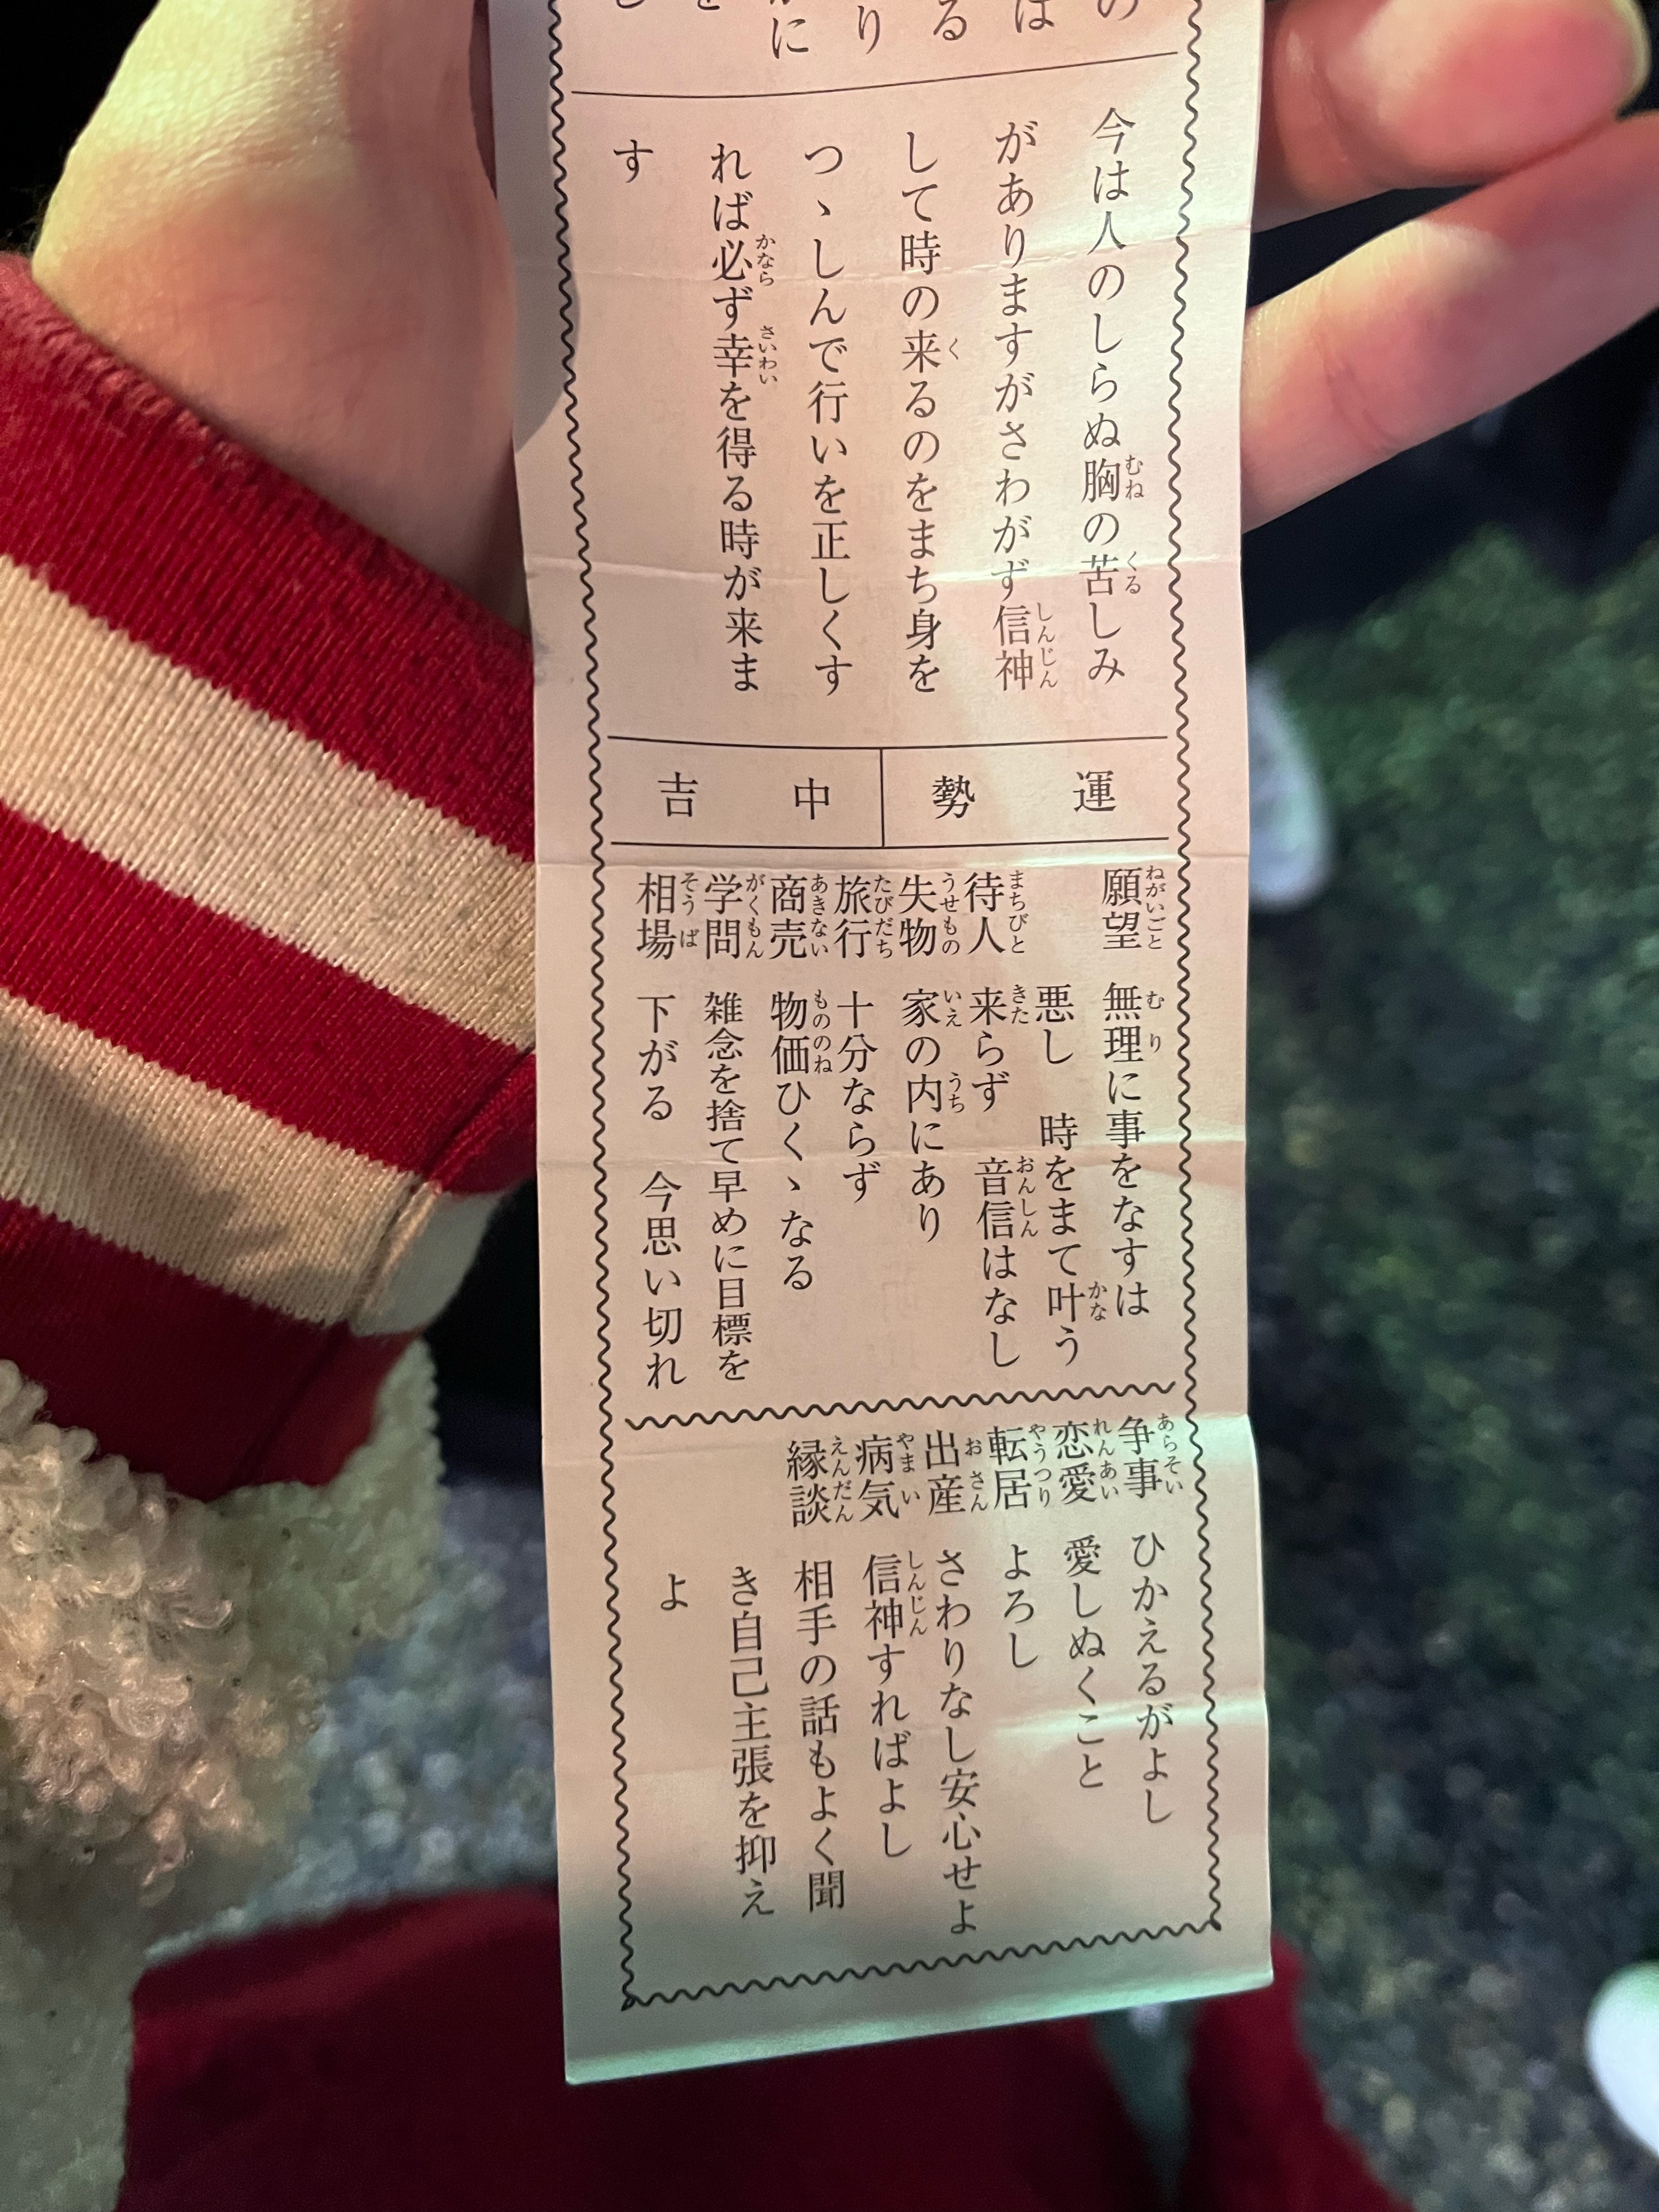 の
は
る
り
に
を
し
今は人のしらぬ胸の苦しみ
がありますがさわがず信神
して時の来るのをまち身を
つゝしんで行いを正しくす
れば必ず幸を得る時が来ま
す
運勢 中吉
願望 無理に事をなすは
悪し 時をまて叶う
待人 来らず 音信はなし
失物 家の内にあり
旅行 十分ならず
商売 物価ひくゝなる
学問 雑念を捨て早めに目標を
相場 下がる 今思い切れ
争事 ひかえるがよし
恋愛 愛しぬくこと
転居 よろし
出産 さわりなし安心せよ
病気 信神すればよし
縁談 相手の話もよく聞
き自己主張を抑え
よ